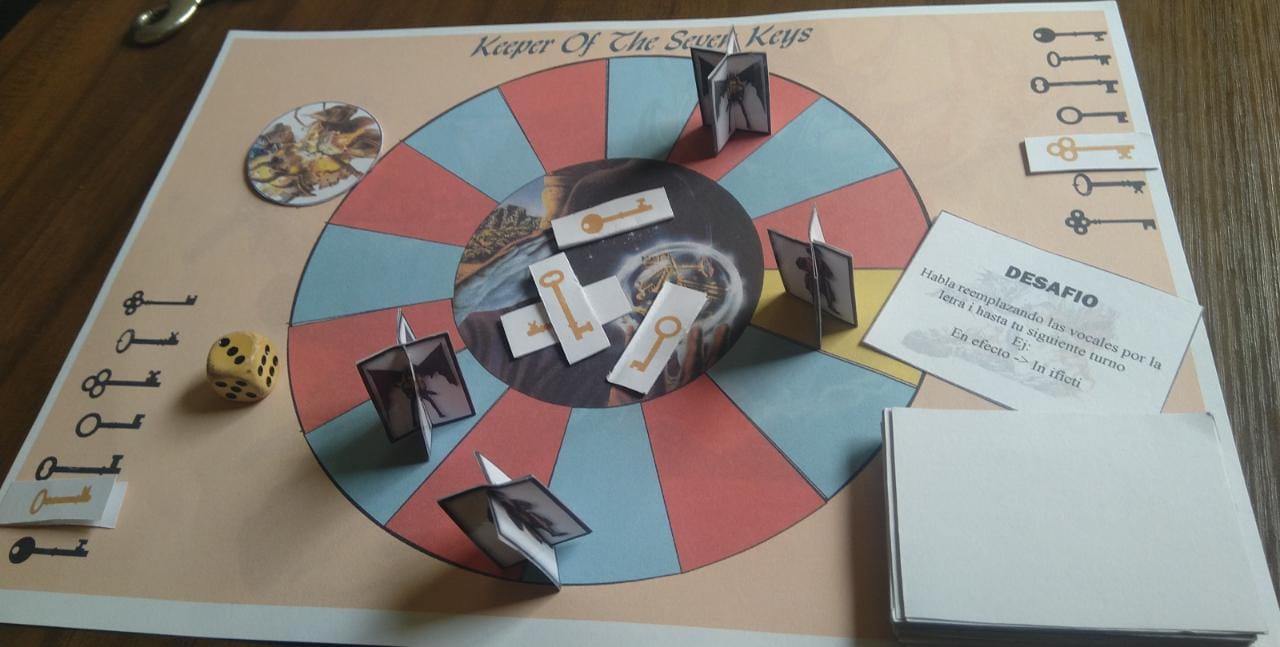 Keeper Of The Seven Keys
DESAFIO
Habla reemplazando las vocales por la
letra i hasta tu siguiente turno
Ej:
En efecto -> In ificti